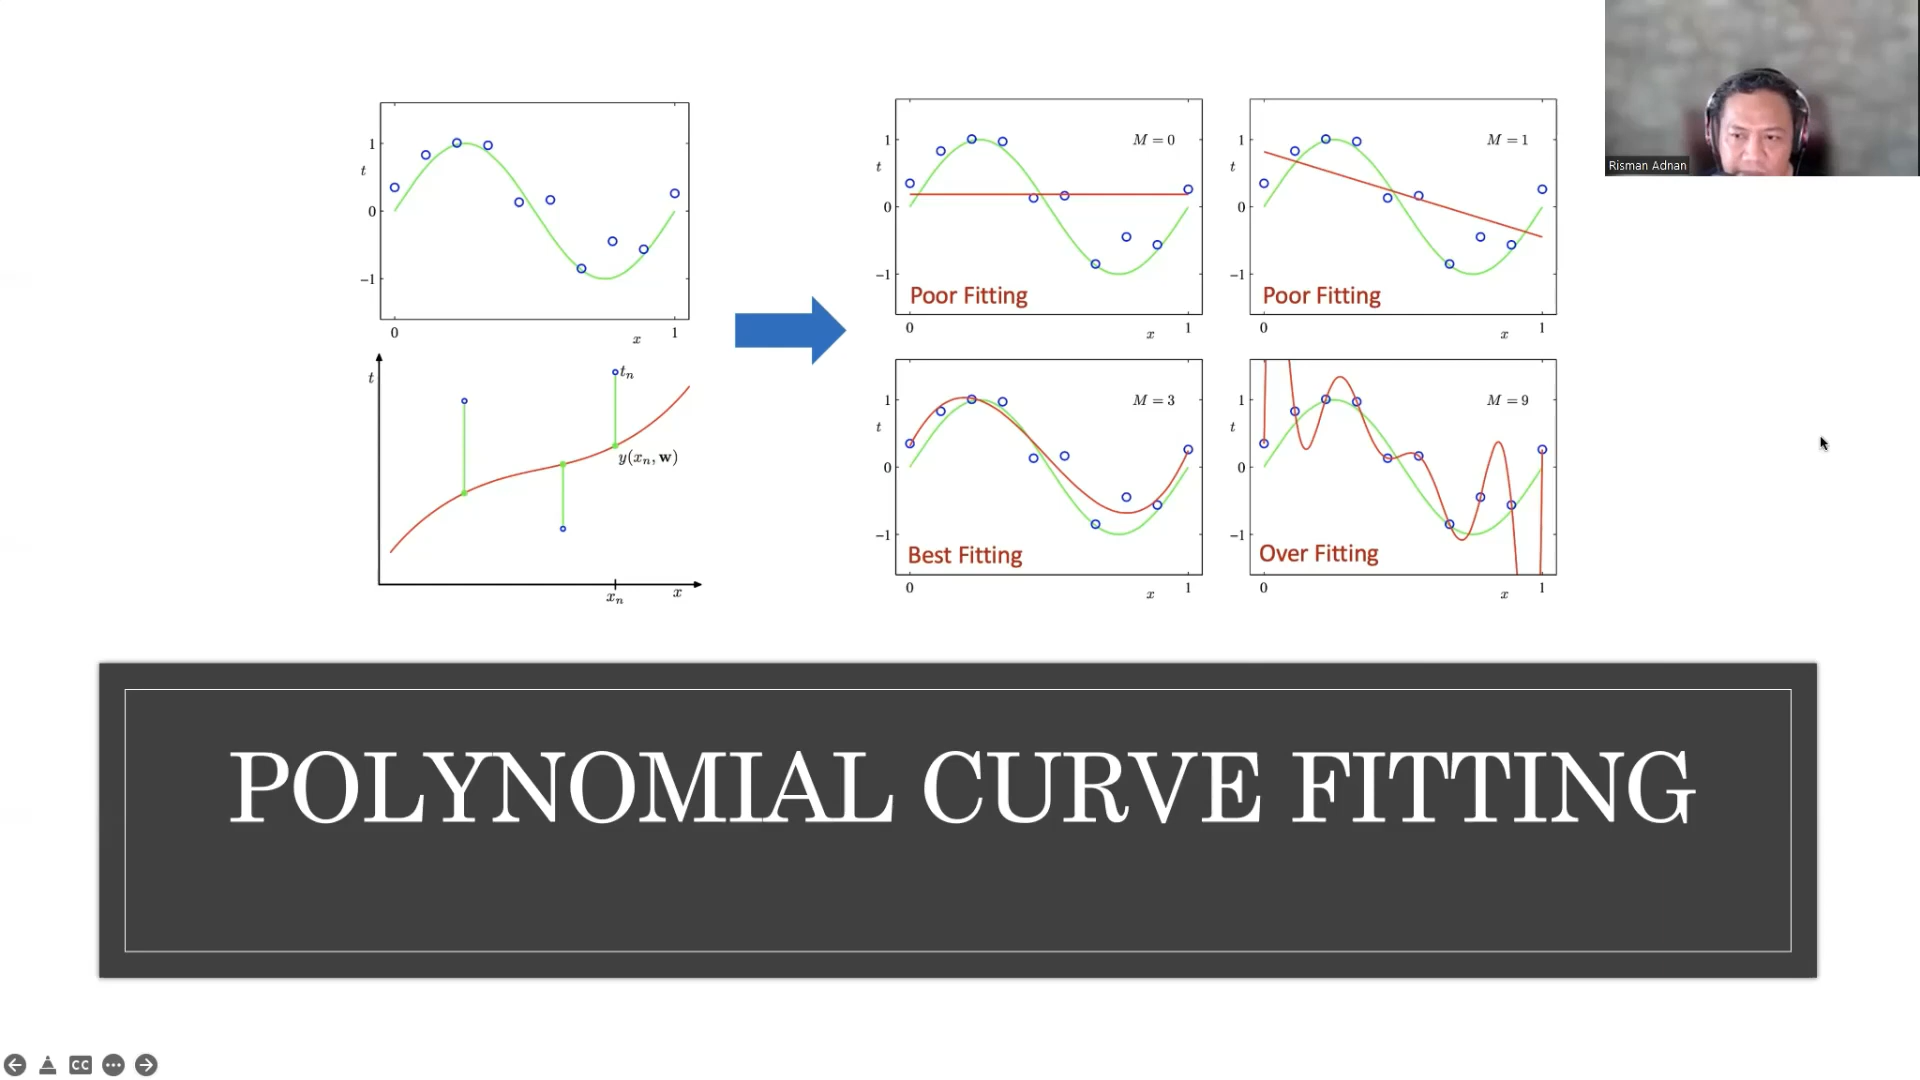 Risman Adnan
1
t
0
−1
0
x
1
t
tₙ
y(xₙ, w)
xₙ
x
M = 0
1
t
0
−1
Poor Fitting
0
x
1
M = 1
1
t
0
−1
Poor Fitting
0
x
1
M = 3
1
t
0
−1
Best Fitting
0
x
1
M = 9
1
t
0
−1
Over Fitting
0
x
1
POLYNOMIAL CURVE FITTING
CC